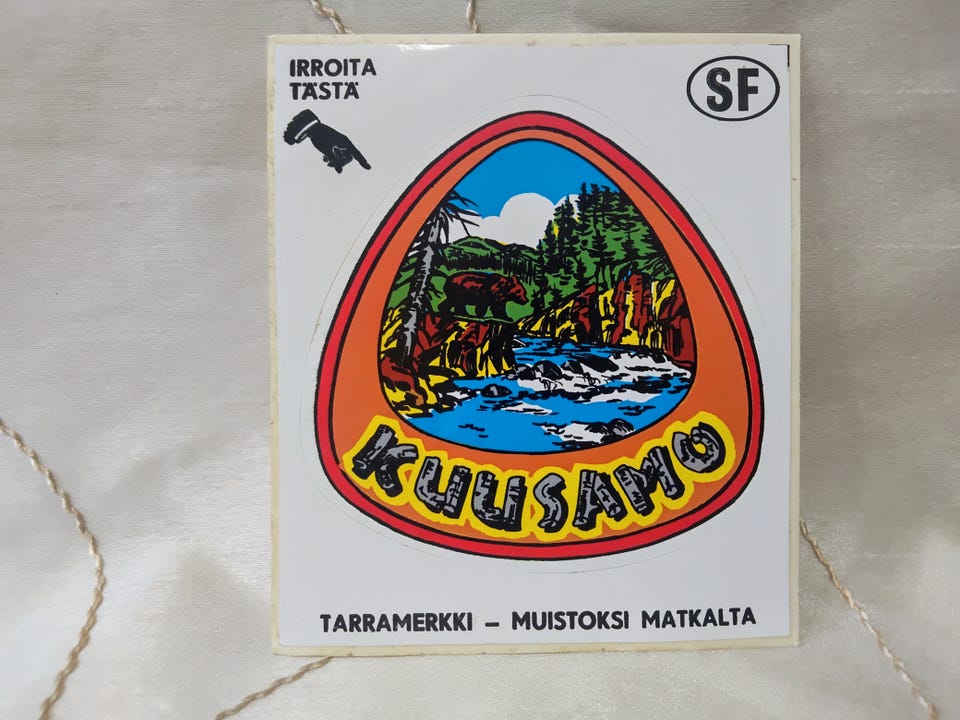 IRROITA
TÄSTÄ
SF
KUUSAMO
TARRAMERKKI – MUISTOKSI MATKALTA